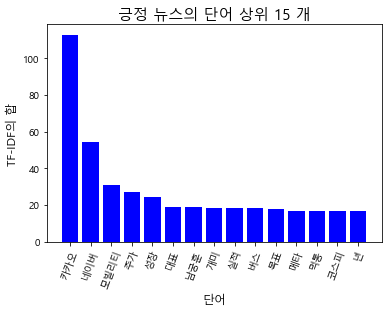 긍정 뉴스의 단어 상위 15 개
TF-IDF의 합
100
80
60
40
20
0
카카오
네이버
모빌리티
주가
성장
대표
남궁훈
개미
실적
버스
목표
메타
먹통
코스피
년
단어